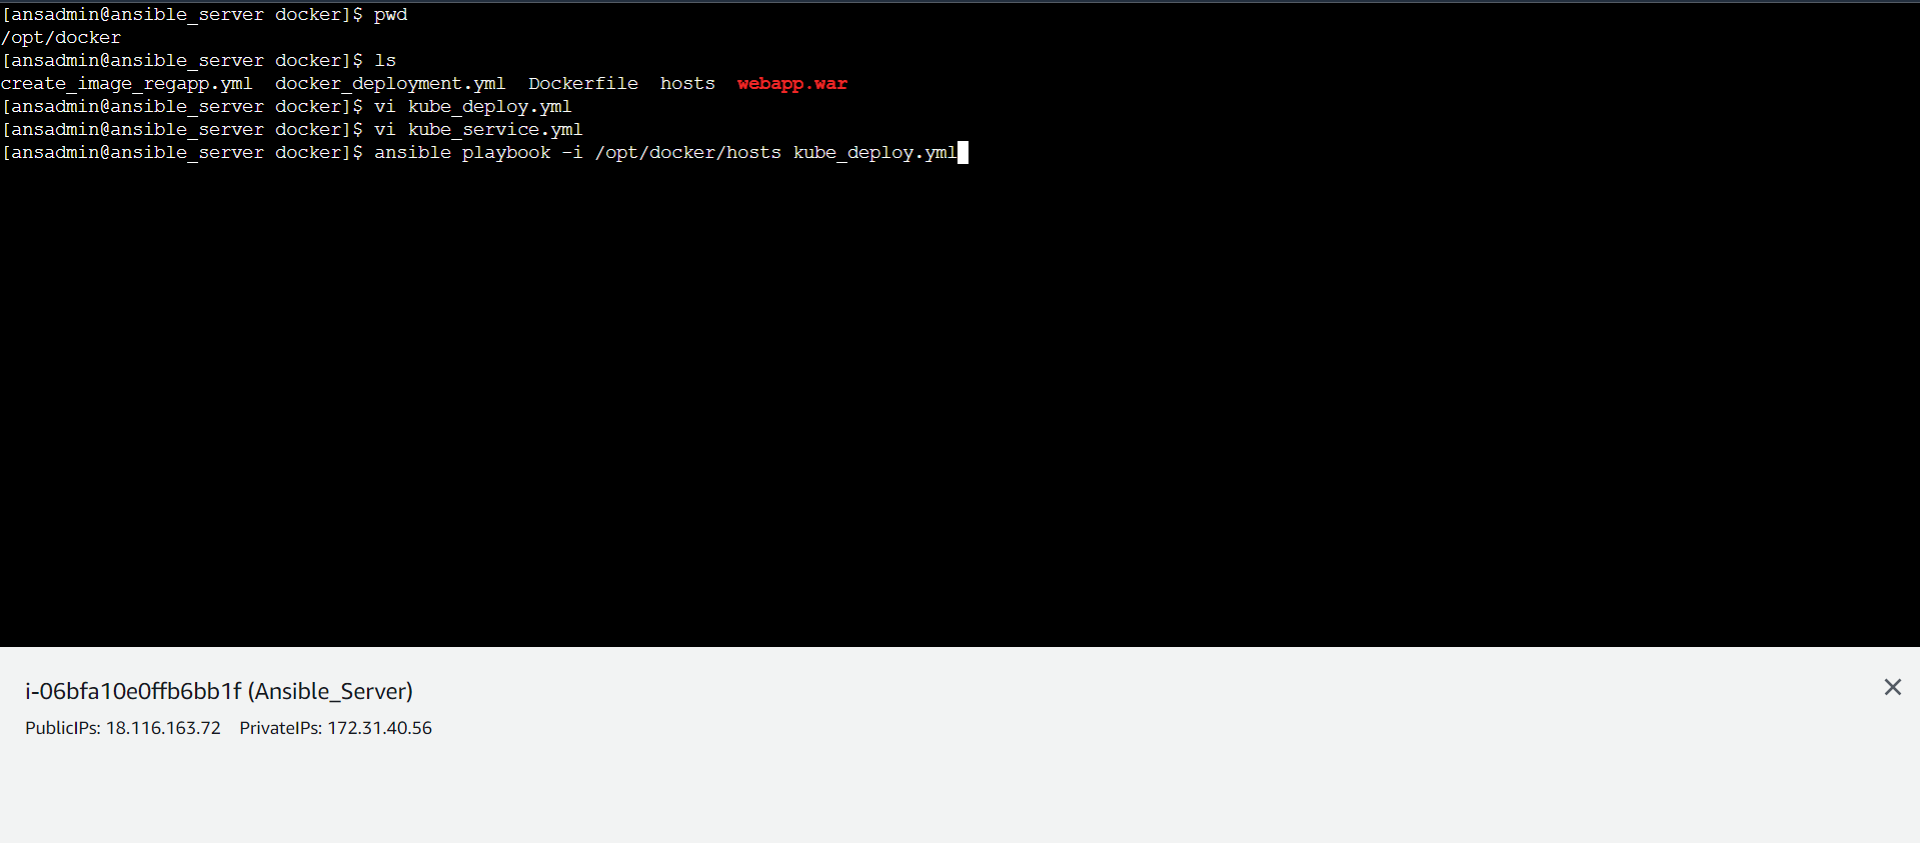 [ansadmin@ansible_server docker]$ pwd
/opt/docker
[ansadmin@ansible_server docker]$ ls
create_image_regapp.yml  docker_deployment.yml  Dockerfile  hosts  webapp.war
[ansadmin@ansible_server docker]$ vi kube_deploy.yml
[ansadmin@ansible_server docker]$ vi kube_service.yml
[ansadmin@ansible_server docker]$ ansible playbook -i /opt/docker/hosts kube_deploy.yml
i-06bfa10e0ffb6bb1f (Ansible_Server)
PublicIPs: 18.116.163.72    PrivateIPs: 172.31.40.56